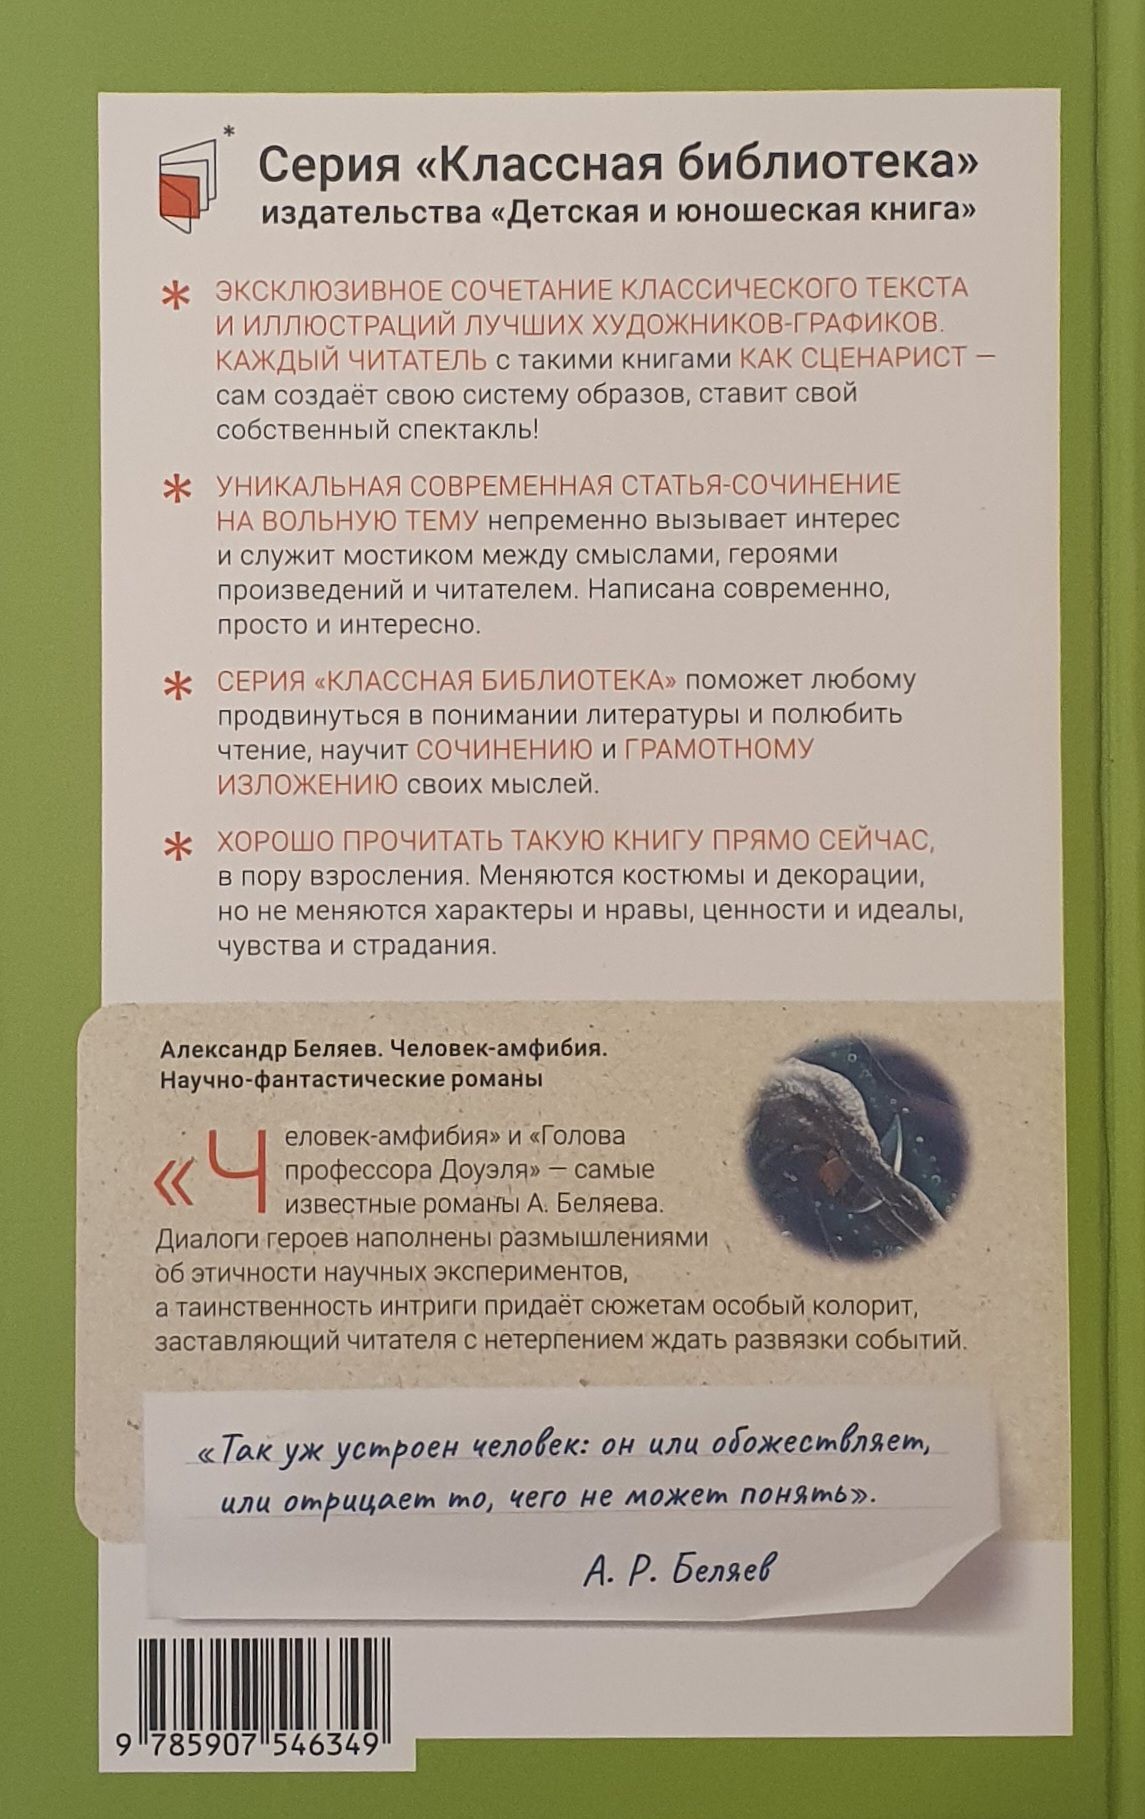 Серия «Классная библиотека»
издательства «Детская и юношеская книга»
* ЭКСКЛЮЗИВНОЕ СОЧЕТАНИЕ КЛАССИЧЕСКОГО ТЕКСТА
И ИЛЛЮСТРАЦИЙ ЛУЧШИХ ХУДОЖНИКОВ-ГРАФИКОВ.
КАЖДЫЙ ЧИТАТЕЛЬ с такими книгами КАК СЦЕНАРИСТ —
сам создаёт свою систему образов, ставит свой
собственный спектакль!
* УНИКАЛЬНАЯ СОВРЕМЕННАЯ СТАТЬЯ-СОЧИНЕНИЕ
НА ВОЛЬНУЮ ТЕМУ непременно вызывает интерес
и служит мостиком между смыслами, героями
произведений и читателем. Написана современно,
просто и интересно.
* СЕРИЯ «КЛАССНАЯ БИБЛИОТЕКА» поможет любому
продвинуться в понимании литературы и полюбить
чтение, научит СОЧИНЕНИЮ и ГРАМОТНОМУ
ИЗЛОЖЕНИЮ своих мыслей.
* ХОРОШО ПРОЧИТАТЬ ТАКУЮ КНИГУ ПРЯМО СЕЙЧАС,
в пору взросления. Меняются костюмы и декорации,
но не меняются характеры и нравы, ценности и идеалы,
чувства и страдания.
Александр Беляев. Человек-амфибия.
Научно-фантастические романы
«Человек-амфибия» и «Голова
профессора Доуэля» — самые
известные романы А. Беляева.
Диалоги героев наполнены размышлениями
об этичности научных экспериментов,
а таинственность интриги придаёт сюжетам особый колорит,
заставляющий читателя с нетерпением ждать развязки событий.
«Так уж устроен человек: он или обожествляет,
или отрицает то, чего не может понять».
А. Р. Беляев
9 785907 546349